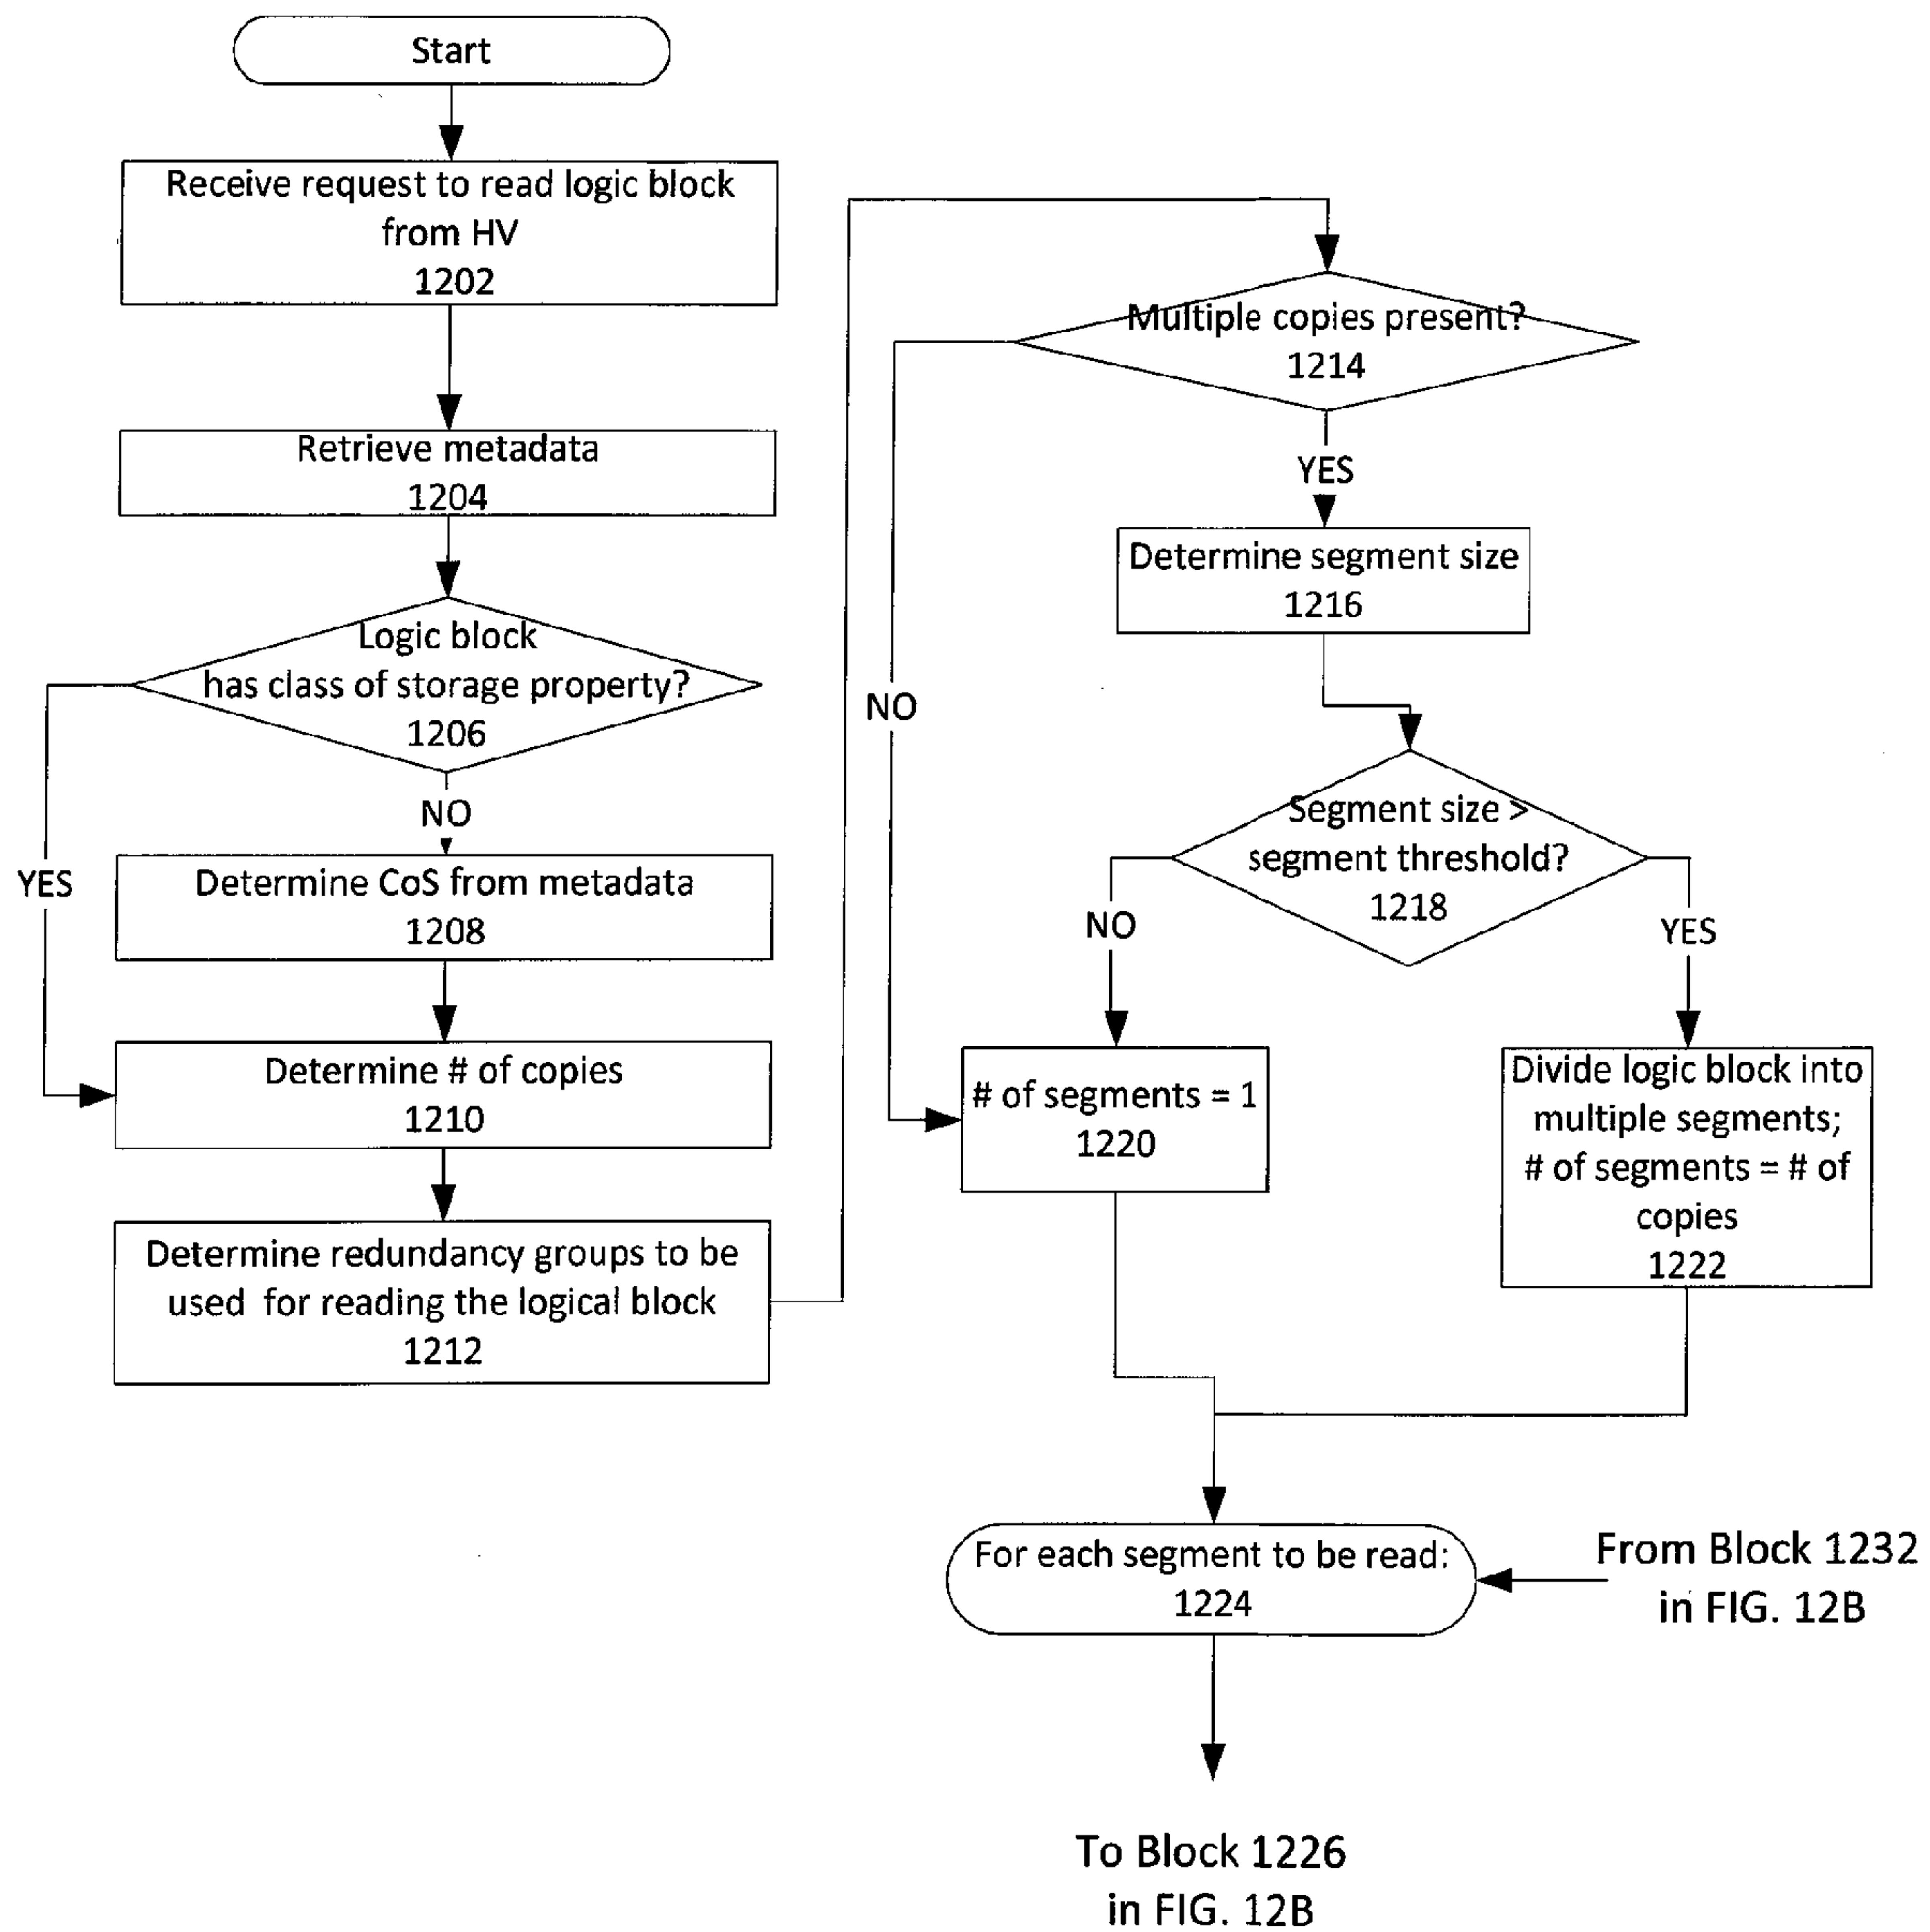 Start
Receive request to read logic block
from HV
1202
Retrieve metadata
1204
Logic block
has class of storage property?
1206
NO
YES
Determine CoS from metadata
1208
Determine # of copies
1210
Determine redundancy groups to be
used for reading the logical block
1212
Multiple copies present?
1214
YES
NO
Determine segment size
1216
Segment size >
segment threshold?
1218
NO
YES
# of segments = 1
1220
Divide logic block into
multiple segments;
# of segments = # of
copies
1222
For each segment to be read:
1224
From Block 1232
in FIG. 12B
To Block 1226
in FIG. 12B